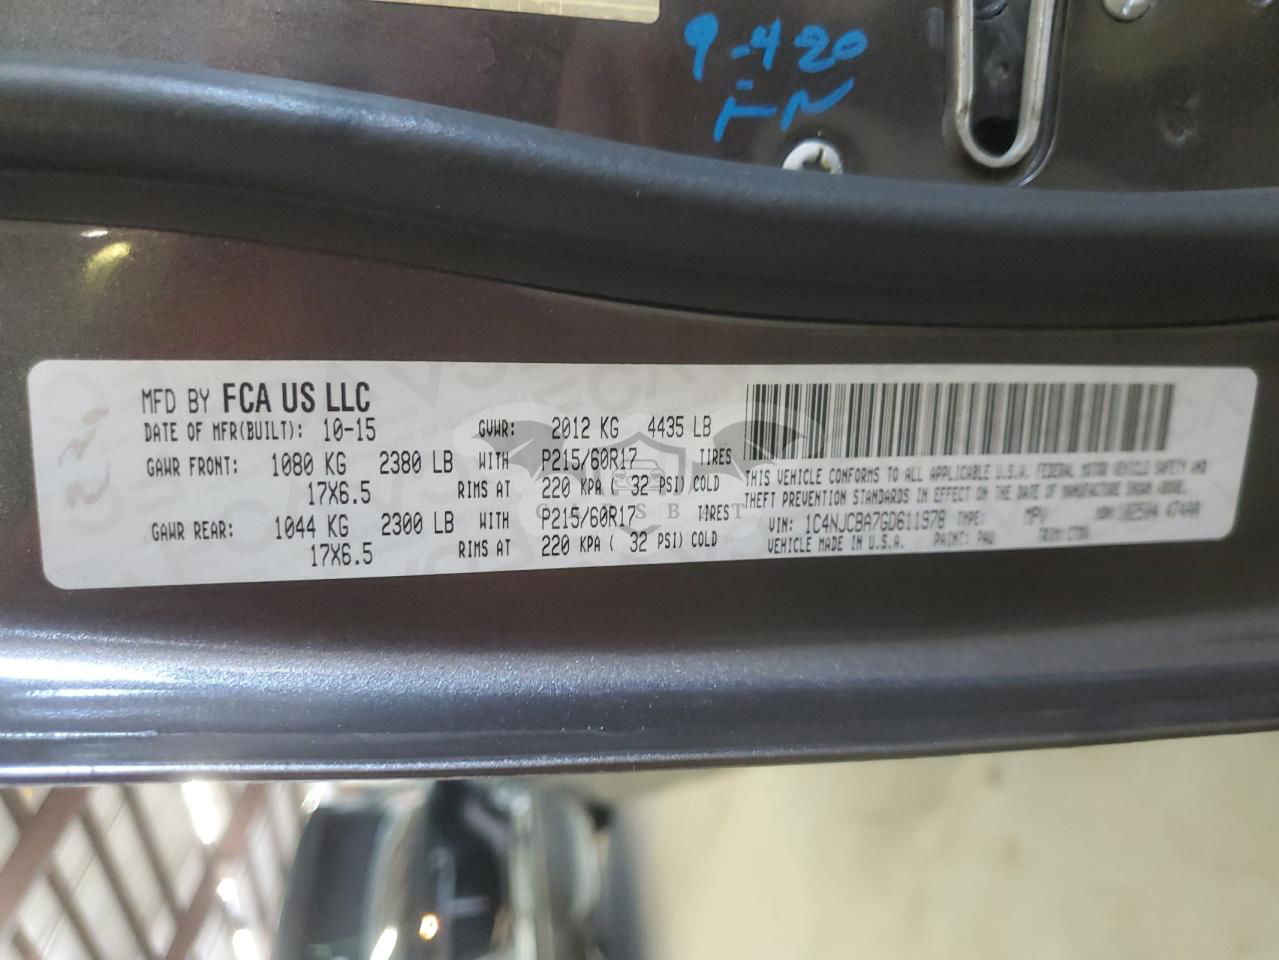 9-4 20
MFD BY FCA US LLC
DATE OF MFR(BUILT): 10-15 GVWR: 2012 KG 4435 LB
GAWR FRONT: 1080 KG 2380 LB WITH P215/60R17 TIRES
17X6.5 RIMS AT 220 KPA ( 32 PSI) COLD
GAWR REAR: 1044 KG 2300 LB WITH P215/60R17 TIRES
17X6.5 RIMS AT 220 KPA ( 32 PSI) COLD
THIS VEHICLE CONFORMS TO ALL APPLICABLE U.S.A. FEDERAL MOTOR VEHICLE SAFETY AND
THEFT PREVENTION STANDARDS IN EFFECT ON THE DATE OF MANUFACTURE SHOWN ABOVE.
VIN: 1C4NJCBA7GD611978 TYPE: MPV MDH:
VEHICLE MADE IN U.S.A. PAINT: PAU TRIM: